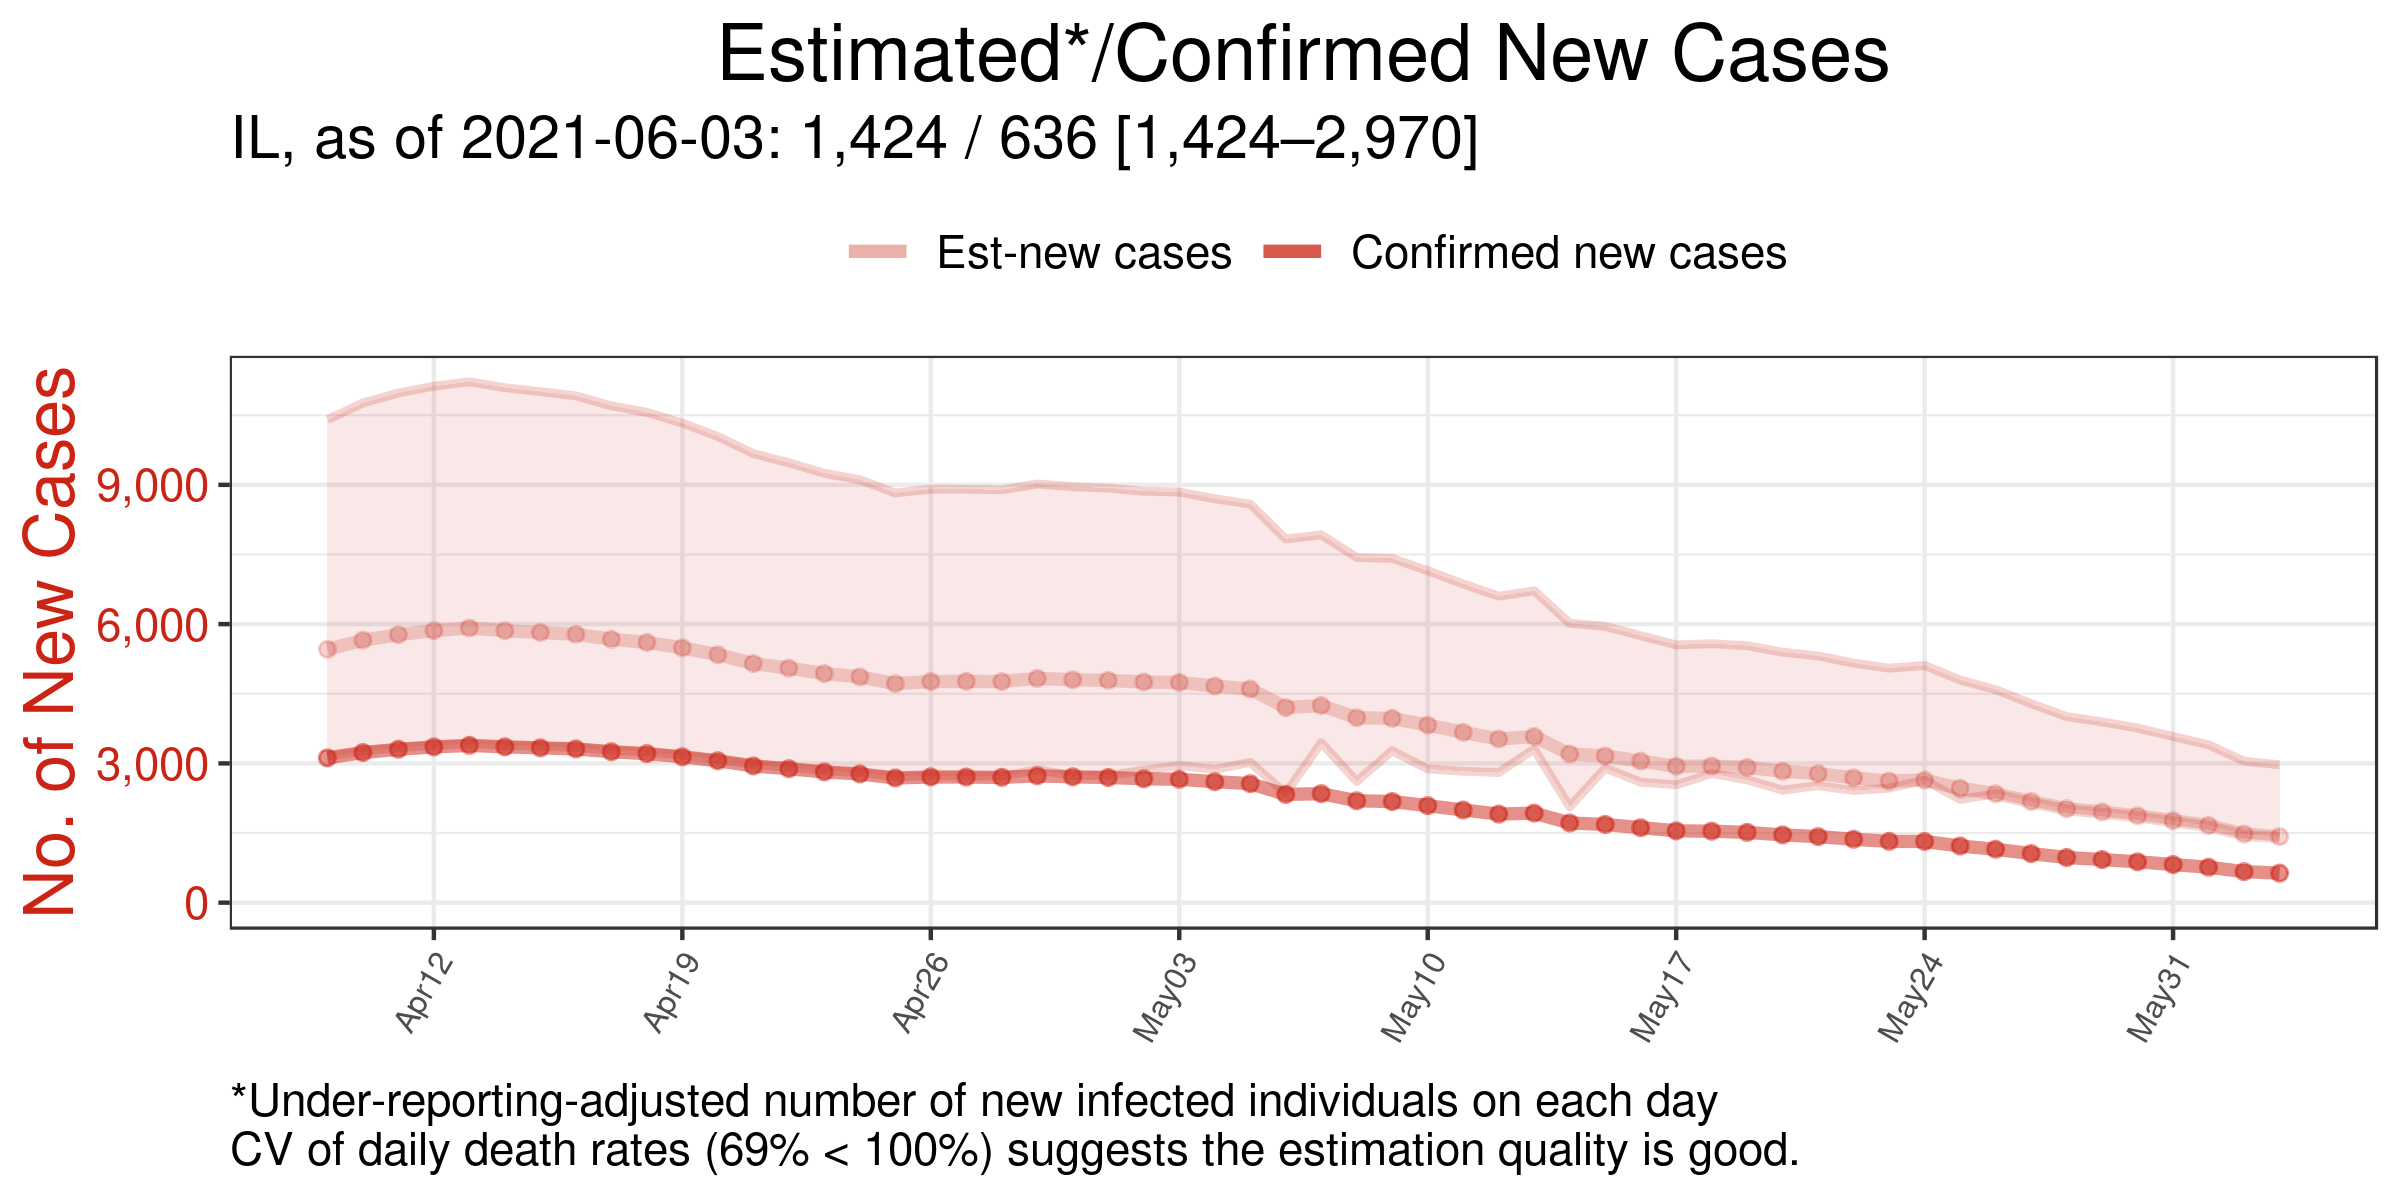 Estimated*/Confirmed New Cases
IL, as of 2021-06-03: 1,424 / 636 [1,424–2,970]
Est-new cases
Confirmed new cases
No. of New Cases
9,000
6,000
3,000
0
Apr12
Apr19
Apr26
May03
May10
May17
May24
May31
*Under-reporting-adjusted number of new infected individuals on each day
CV of daily death rates (69% < 100%) suggests the estimation quality is good.